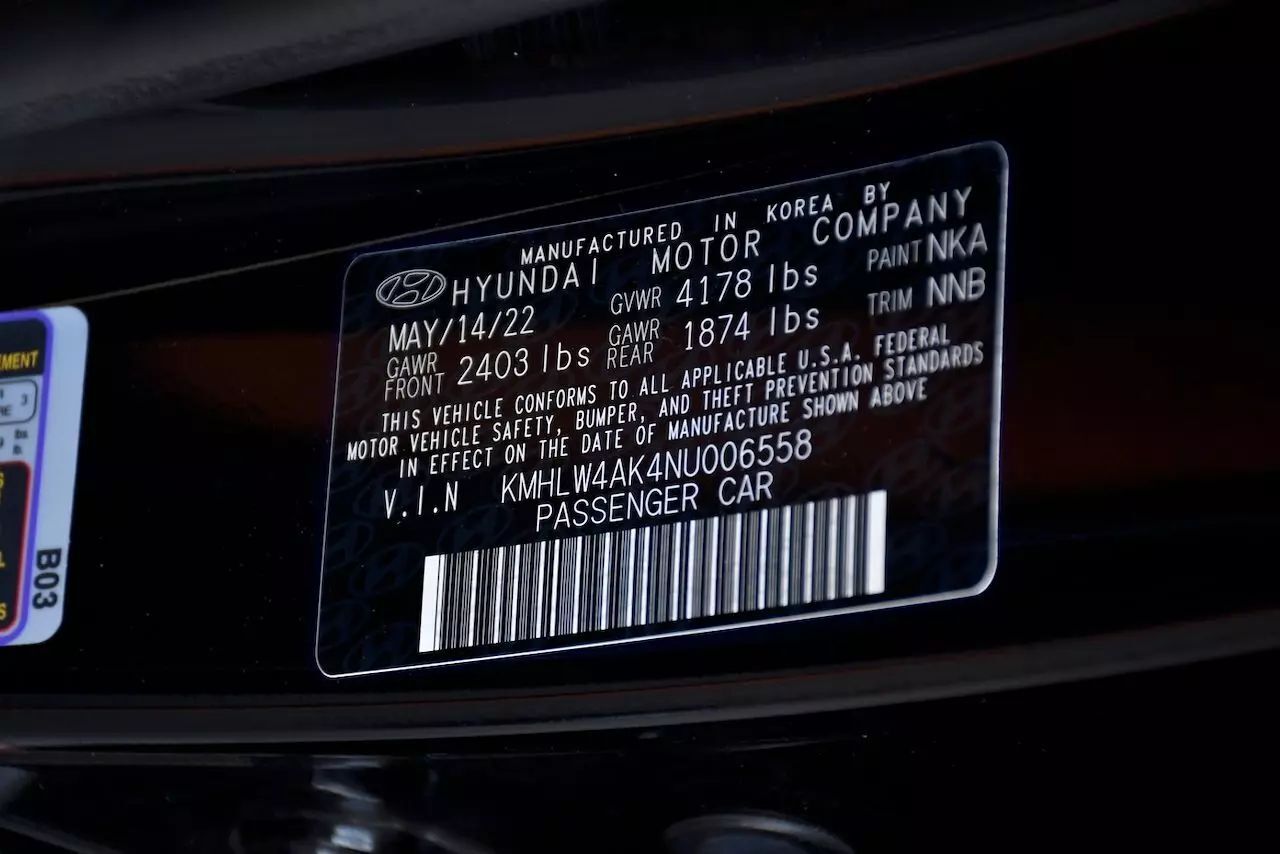 MANUFACTURED IN KOREA BY
HYUNDAI MOTOR COMPANY
MAY/14/22 GVWR 4178 lbs PAINT NKA
GAWR FRONT 2403 lbs GAWR REAR 1874 lbs TRIM NNB
THIS VEHICLE CONFORMS TO ALL APPLICABLE U.S.A. FEDERAL
MOTOR VEHICLE SAFETY, BUMPER, AND THEFT PREVENTION STANDARDS
IN EFFECT ON THE DATE OF MANUFACTURE SHOWN ABOVE
V.I.N KMHLW4AK4NU006558
PASSENGER CAR
3
lbs.
B03